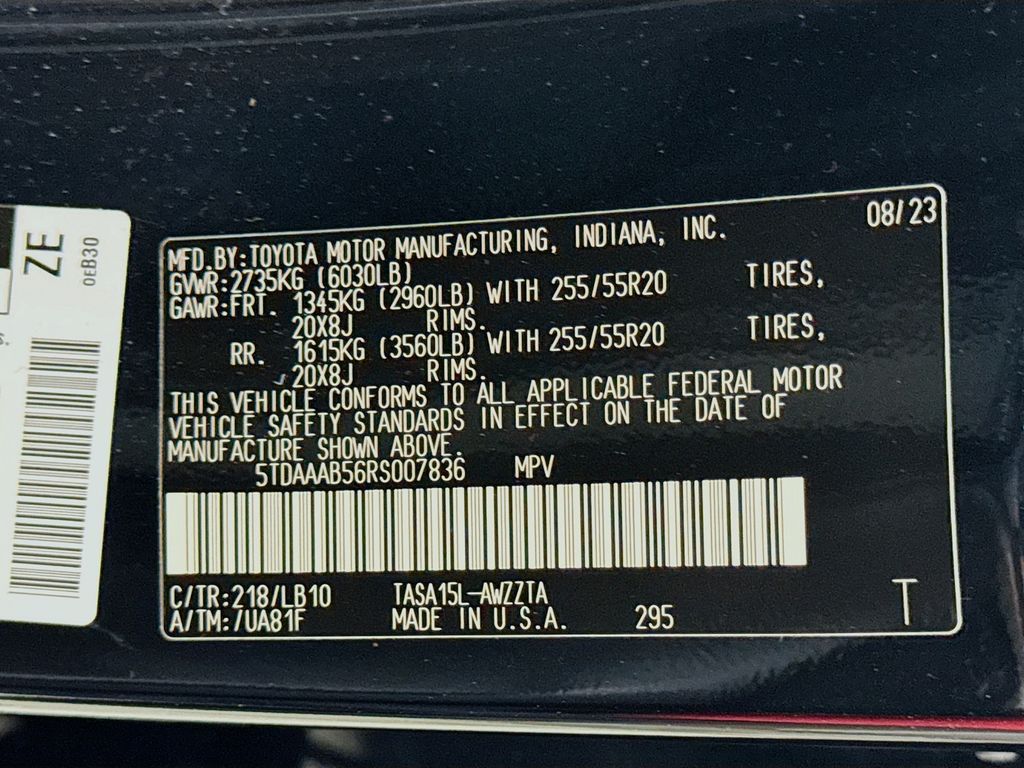 ZE
0EB30
s.
08/23
MFD.BY:TOYOTA MOTOR MANUFACTURING, INDIANA, INC.
GVWR:2735KG (6030LB)
GAWR:FRT. 1345KG (2960LB) WITH 255/55R20 TIRES,
20X8J RIMS.
RR. 1615KG (3560LB) WITH 255/55R20 TIRES,
20X8J RIMS.
THIS VEHICLE CONFORMS TO ALL APPLICABLE FEDERAL MOTOR
VEHICLE SAFETY STANDARDS IN EFFECT ON THE DATE OF
MANUFACTURE SHOWN ABOVE.
5TDAAAB56RS007836 MPV
C/TR:218/LB10 TASA15L-AWZZTA
A/TM:/UA81F MADE IN U.S.A. 295
T